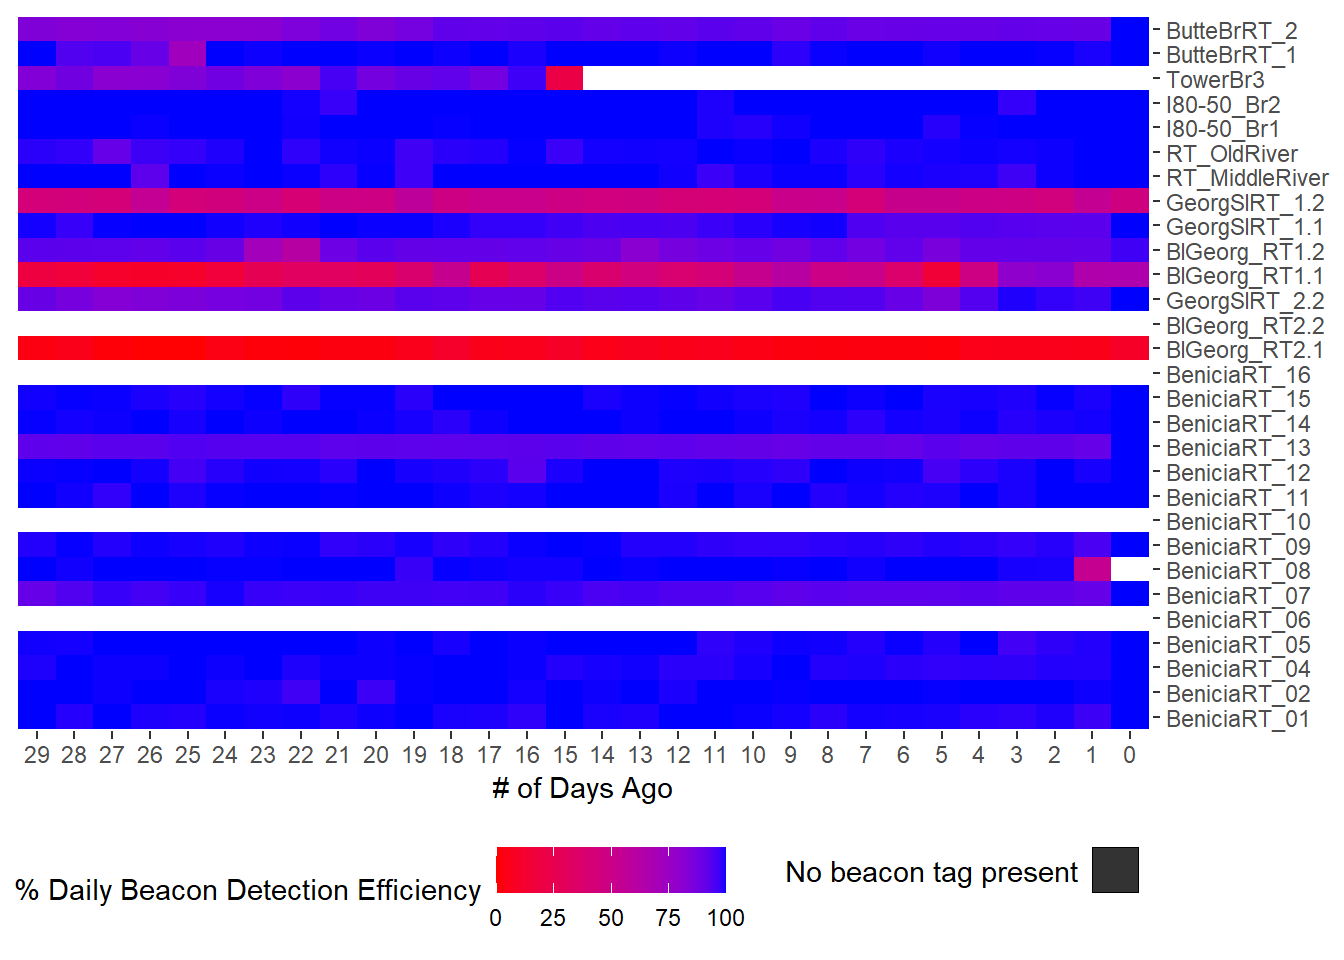 ButteBrRT_2
ButteBrRT_1
TowerBr3
I80-50_Br2
I80-50_Br1
RT_OldRiver
RT_MiddleRiver
GeorgSlRT_1.2
GeorgSlRT_1.1
BlGeorg_RT1.2
BlGeorg_RT1.1
GeorgSlRT_2.2
BlGeorg_RT2.2
BlGeorg_RT2.1
BeniciaRT_16
BeniciaRT_15
BeniciaRT_14
BeniciaRT_13
BeniciaRT_12
BeniciaRT_11
BeniciaRT_10
BeniciaRT_09
BeniciaRT_08
BeniciaRT_07
BeniciaRT_06
BeniciaRT_05
BeniciaRT_04
BeniciaRT_02
BeniciaRT_01
29 28 27 26 25 24 23 22 21 20 19 18 17 16 15 14 13 12 11 10 9 8 7 6 5 4 3 2 1 0
# of Days Ago
% Daily Beacon Detection Efficiency
0 25 50 75 100
No beacon tag present